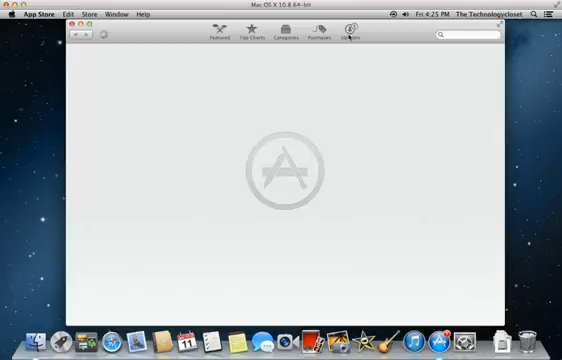 Mac OS X 10.8 64-bit
App Store Edit Store Window Help
Fri 4:25 PM The Technologycloset
Featured Top Charts Categories Purchases Updates
11